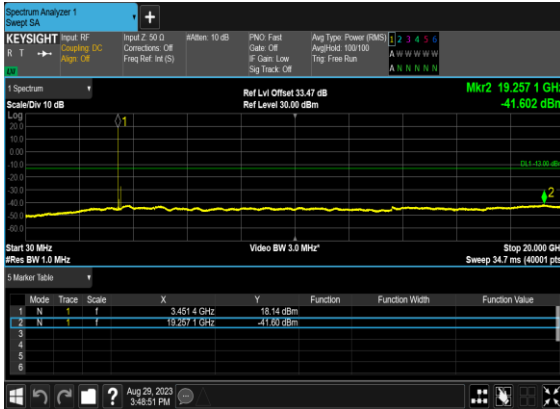 Spectrum Analyzer 1
Swept SA
+
KEYSIGHT Input: RF Input Z: 50 Ω #Atten: 10 dB PNO: Fast Avg Type: Power (RMS) 1 2 3 4 5 6
R T Coupling: DC Corrections: Off Gate: Off Avg|Hold: 100/100 A W W W W W
Align: Off Freq Ref: Int (S) IF Gain: Low Trig: Free Run
Sig Track: Off A N N N N N
1 Spectrum Ref Lvl Offset 33.47 dB Mkr2 19.257 1 GHz
Scale/Div 10 dB Ref Level 30.00 dBm -41.602 dBm
Log
20.0
10.0
0.00
-10.0
-20.0
-30.0
-40.0
-50.0
-60.0
1
DL1 -13.00 dBm
2
Start 30 MHz Video BW 3.0 MHz* Stop 20.000 GHz
#Res BW 1.0 MHz Sweep 34.7 ms (40001 pts)
5 Marker Table
Mode Trace Scale X Y Function Function Width Function Value
1 N 1 f 3.451 4 GHz 18.14 dBm
2 N 1 f 19.257 1 GHz -41.60 dBm
3
4
5
6
? Aug 29, 2023
3:48:51 PM